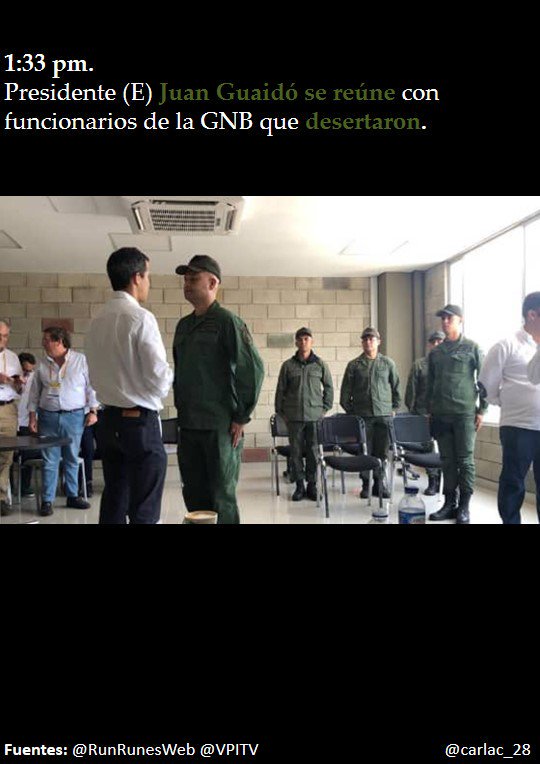 1:33 pm.
Presidente (E) Juan Guaidó se reúne con
funcionarios de la GNB que desertaron.
Fuentes: @RunRunesWeb @VPITV
@carlac_28